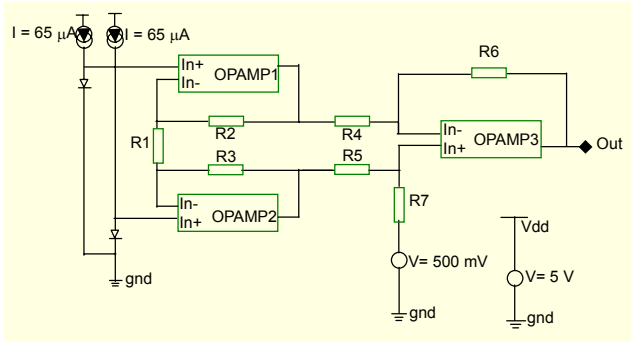 I = 65 μA
I = 65 μA
R6
In+
OPAMP1
In-
R1
R2
R4
In-
OPAMP3
Out
In+
R3
R5
In-
OPAMP2
In+
R7
Vdd
V= 500 mV
V= 5 V
gnd
gnd
gnd